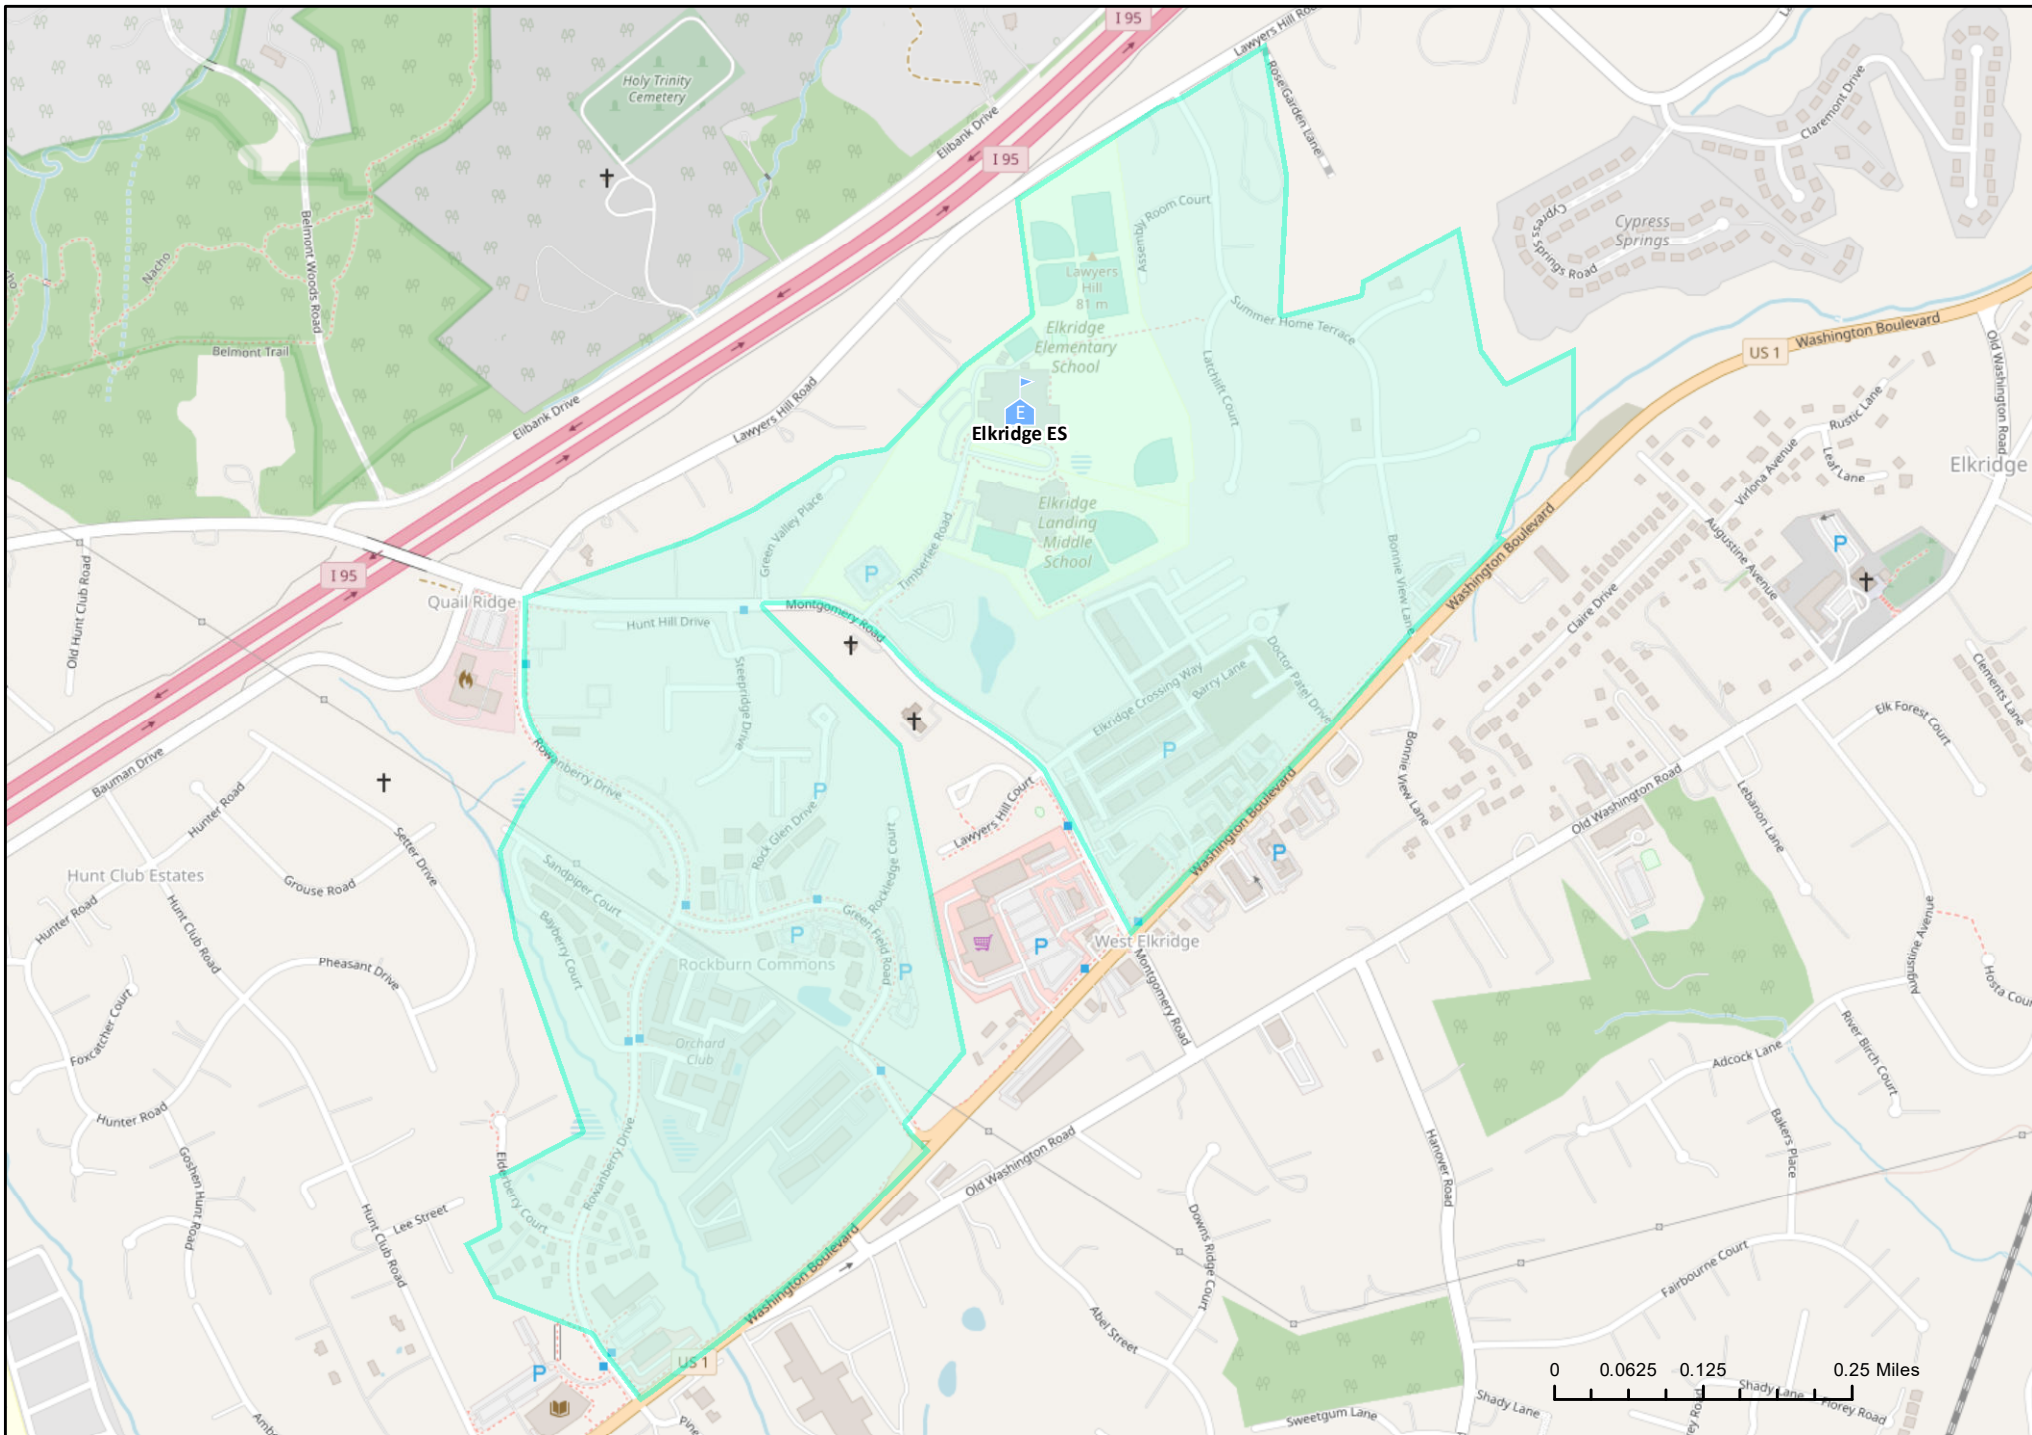 I 95
Lawyers Hill Roa
Holy Trinity
Cemetery
Elibank Drive
I 95
Rose Garden Lane
Claremont Drive
Belmont Woods Road
Nacho
Assembly Room Court
Cypress
Springs
Cypress Springs Road
Lawyers
Hill
81 m
Summer Home Terrace
Elkridge
Elementary
School
Washington Boulevard
US 1
Old Washington Road
Belmont Trail
Latchlift Court
Lawyers Hill Road
Elibank Drive
E
Elkridge ES
Rustic Lane
Virlona Avenue
Leaf Lane
Elkridge
Green Valley Place
Timberlee Road
Elkridge
Landing
Middle
School
P
Bonnie View Lane
Washington Boulevard
Augustine Avenue
P
Old Hunt Club Road
I 95
Quail Ridge
Hunt Hill Drive
Montgomery Road
Claire Drive
Steepridge Drive
Doctor Patel Drive
Barry Lane
Elkridge Crossing Way
P
Clements Lane
Elk Forest Court
Bauman Drive
Rowanberry Drive
P
Bonnie View Lane
Lebanon Lane
Old Washington Road
Hunter Road
Setter Drive
Rock Glen Drive
Rockledge Court
Lawyers Hill Court
Washington Boulevard
P
Hunt Club Estates
Grouse Road
Sandpiper Court
Hunter Road
Hunt Club Road
Bayberry Court
Green Field Road
P
P
P
West Elkridge
Augustine Avenue
Pheasant Drive
Rockburn Commons
Hosta Cour
Montgomery Road
Foxcatcher Court
Orchard
Club
River Birch Court
Adcock Lane
Hunter Road
Elderberry Court
Rowanberry Drive
Old Washington Road
Hanover Road
Bakers Place
Goshen Hunt Road
Lee Street
Hunt Club Road
Downs Ridge Court
Washington Boulevard
Fairbourne Court
Abel Street
US 1
P
0 0.0625 0.125 0.25 Miles
Shady Lane
Shady Lane
Florey Road
Sweetgum Lane
Pine
Ambe